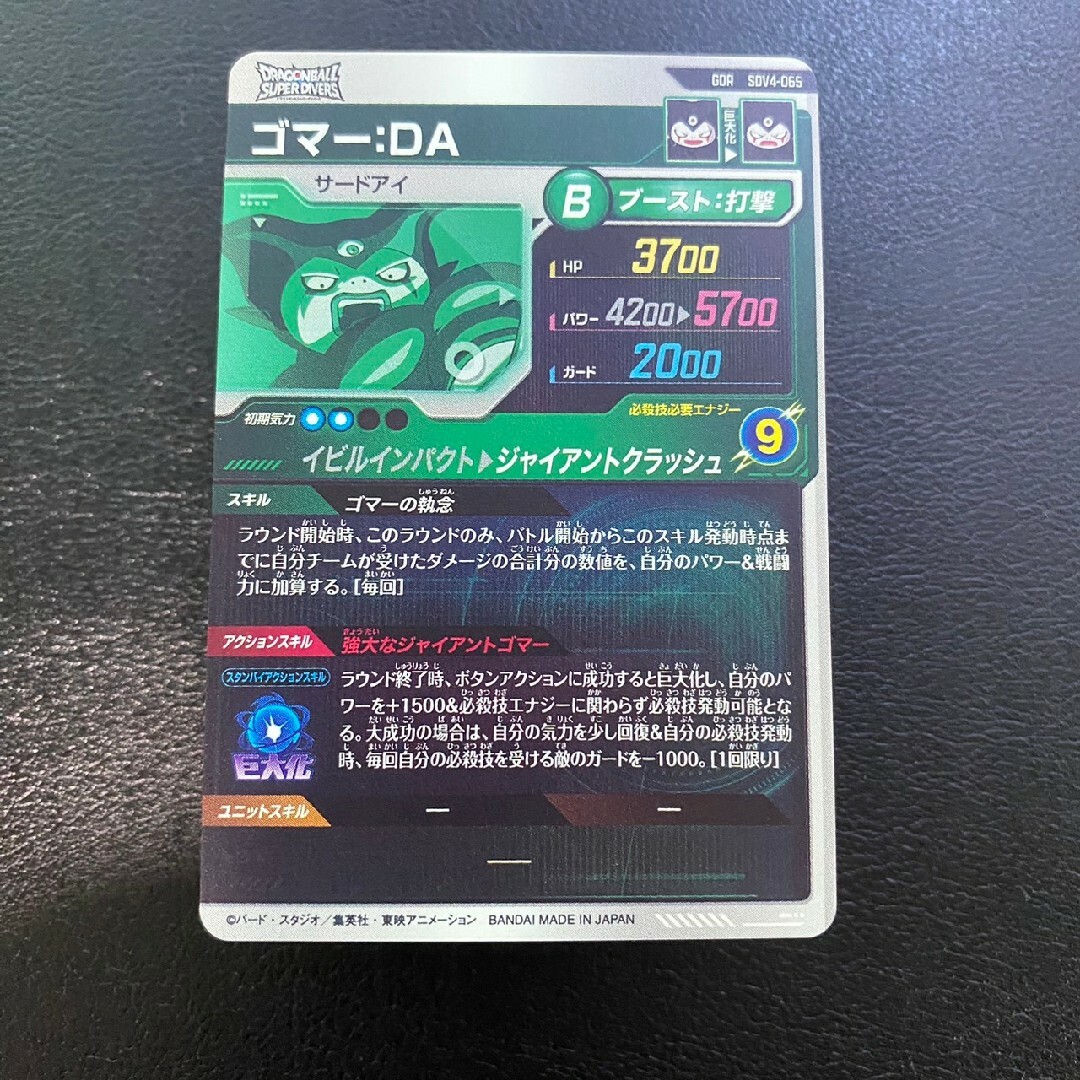 DRAGONBALL
SUPER DIVERS
GDR SDV4-065
ゴマー:DA
巨大化
サードアイ
B ブースト:打撃
HP 3700
パワー 4200▶5700
ガード 2000
初期気力
必殺技必要エナジー
9
イビルインパクト▶ジャイアントクラッシュ
スキル ゴマーの執念
ラウンド開始時、このラウンドのみ、バトル開始からこのスキル発動時点ま
でに自分チームが受けたダメージの合計分の数値を、自分のパワー&戦闘
力に加算する。[毎回]
アクションスキル 強大なジャイアントゴマー
スタンバイアクションスキル
巨大化
ラウンド終了時、ボタンアクションに成功すると巨大化し、自分のパ
ワーを+1500&必殺技エナジーに関わらず必殺技発動可能とな
る。大成功の場合は、自分の気力を少し回復&自分の必殺技発動
時、毎回自分の必殺技を受ける敵のガードを-1000。[1回限り]
ユニットスキル ー ー
ー
©バード・スタジオ/集英社・東映アニメーション BANDAI MADE IN JAPAN